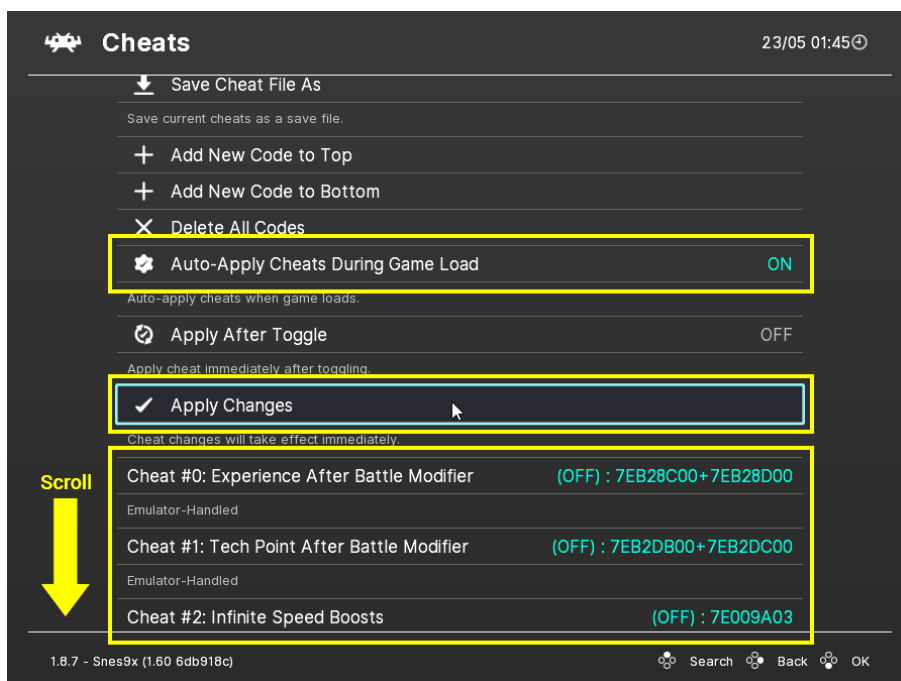 Cheats
23/05 01:45
Save Cheat File As
Save current cheats as a save file.
Add New Code to Top
Add New Code to Bottom
Delete All Codes
Auto-Apply Cheats During Game Load ON
Auto-apply cheats when game loads.
Apply After Toggle OFF
Apply cheat immediately after toggling.
Apply Changes
Cheat changes will take effect immediately.
Scroll
Cheat #0: Experience After Battle Modifier (OFF) : 7EB28C00+7EB28D00
Emulator-Handled
Cheat #1: Tech Point After Battle Modifier (OFF) : 7EB2DB00+7EB2DC00
Emulator-Handled
Cheat #2: Infinite Speed Boosts (OFF) : 7E009A03
1.8.7 - Snes9x (1.60 6db918c) Search Back OK